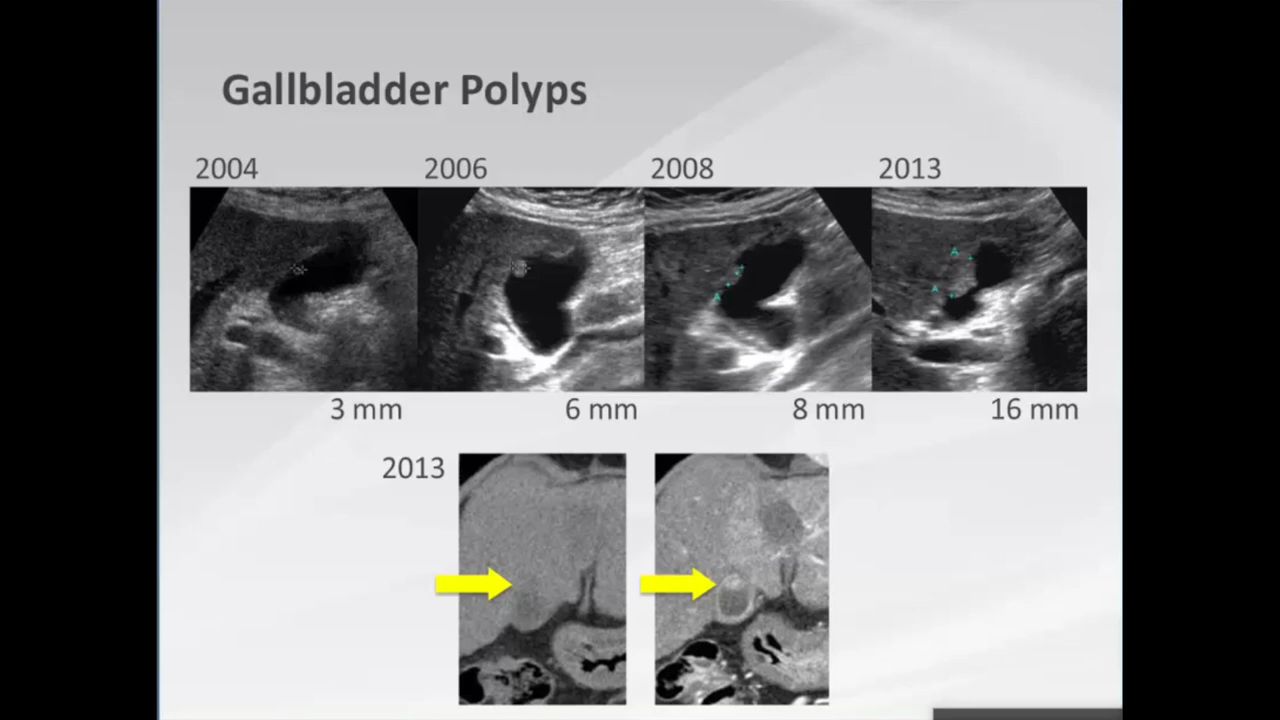 Gallbladder Polyps
2004 2006 2008 2013
A
A
A
3 mm 6 mm 8 mm 16 mm
2013